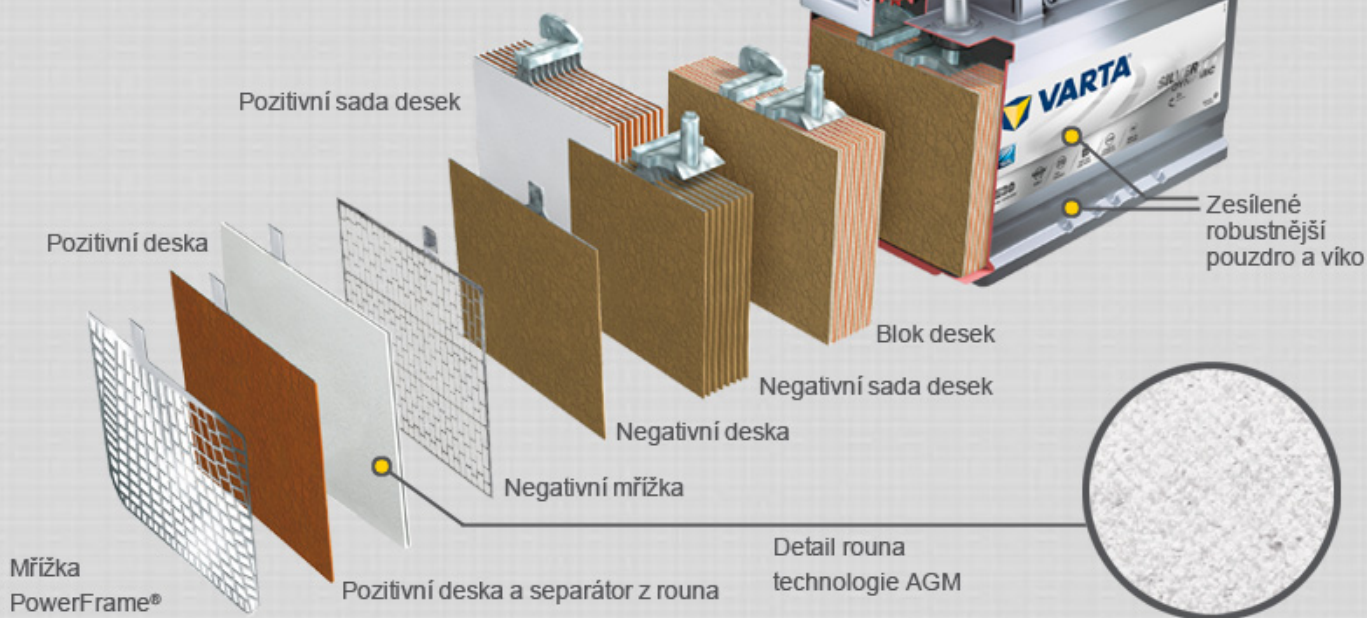 VARTA
SILVER
Pozitivní sada desek
Pozitivní deska
Zesílené
robustnější
pouzdro a víko
Blok desek
Negativní sada desek
Negativní deska
Negativní mřížka
Detail rouna
technologie AGM
Mřížka
PowerFrame®
Pozitivní deska a separátor z rouna